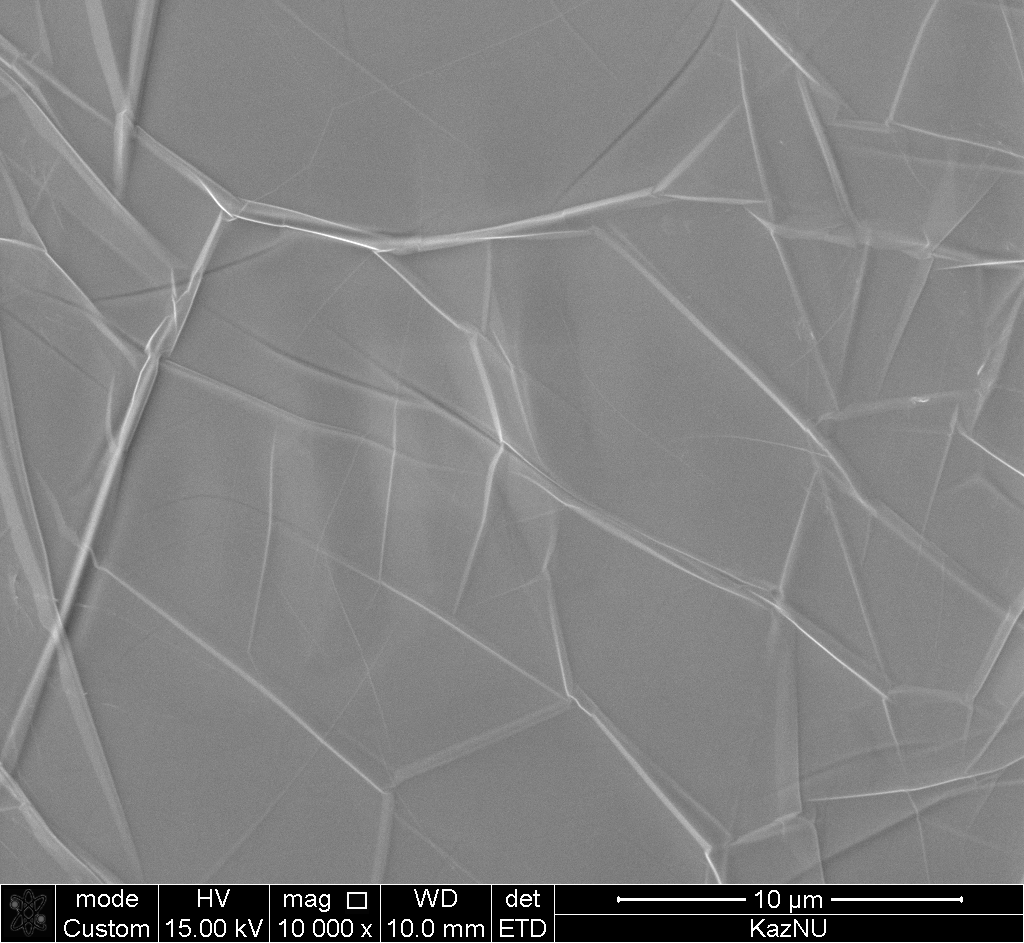 mode HV mag □ WD det 10 µm
Custom 15.00 kV 10 000 x 10.0 mm ETD KazNU